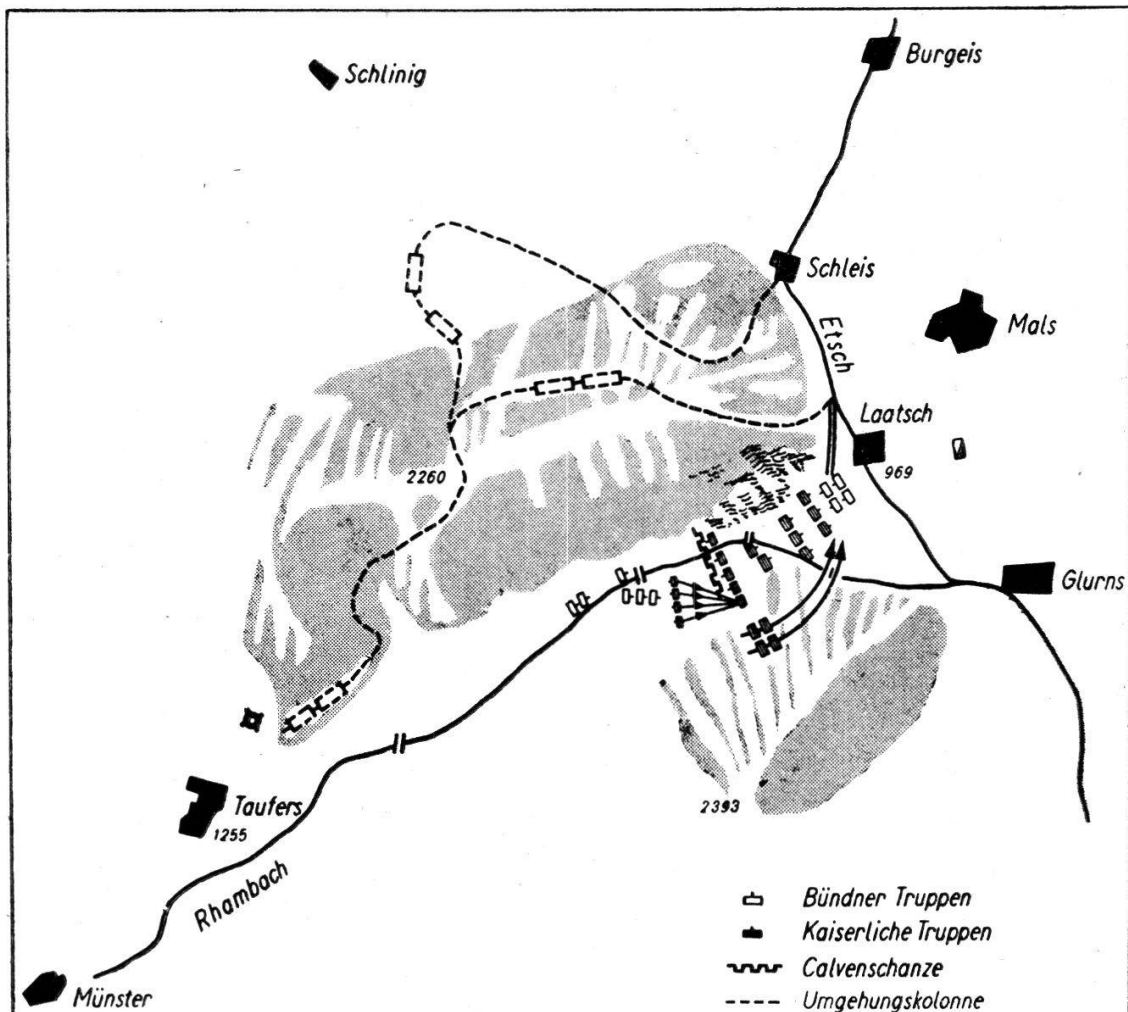 Burgeis
Schlinig
Schleis
Mals
Etsch
Laatsch
969
2260
Glurns
Taufers
1255
2393
Rhambach
Münster
Bündner Truppen
Kaiserliche Truppen
Calvenschanze
Umgehungskolonne